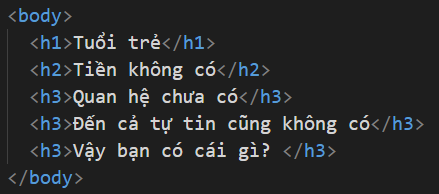 <body>
<h1>Tuổi trẻ</h1>
<h2>Tiền không có</h2>
<h3>Quan hệ chưa có</h3>
<h3>Đến cả tự tin cũng không có</h3>
<h3>Vậy bạn có cái gì? </h3>
</body>